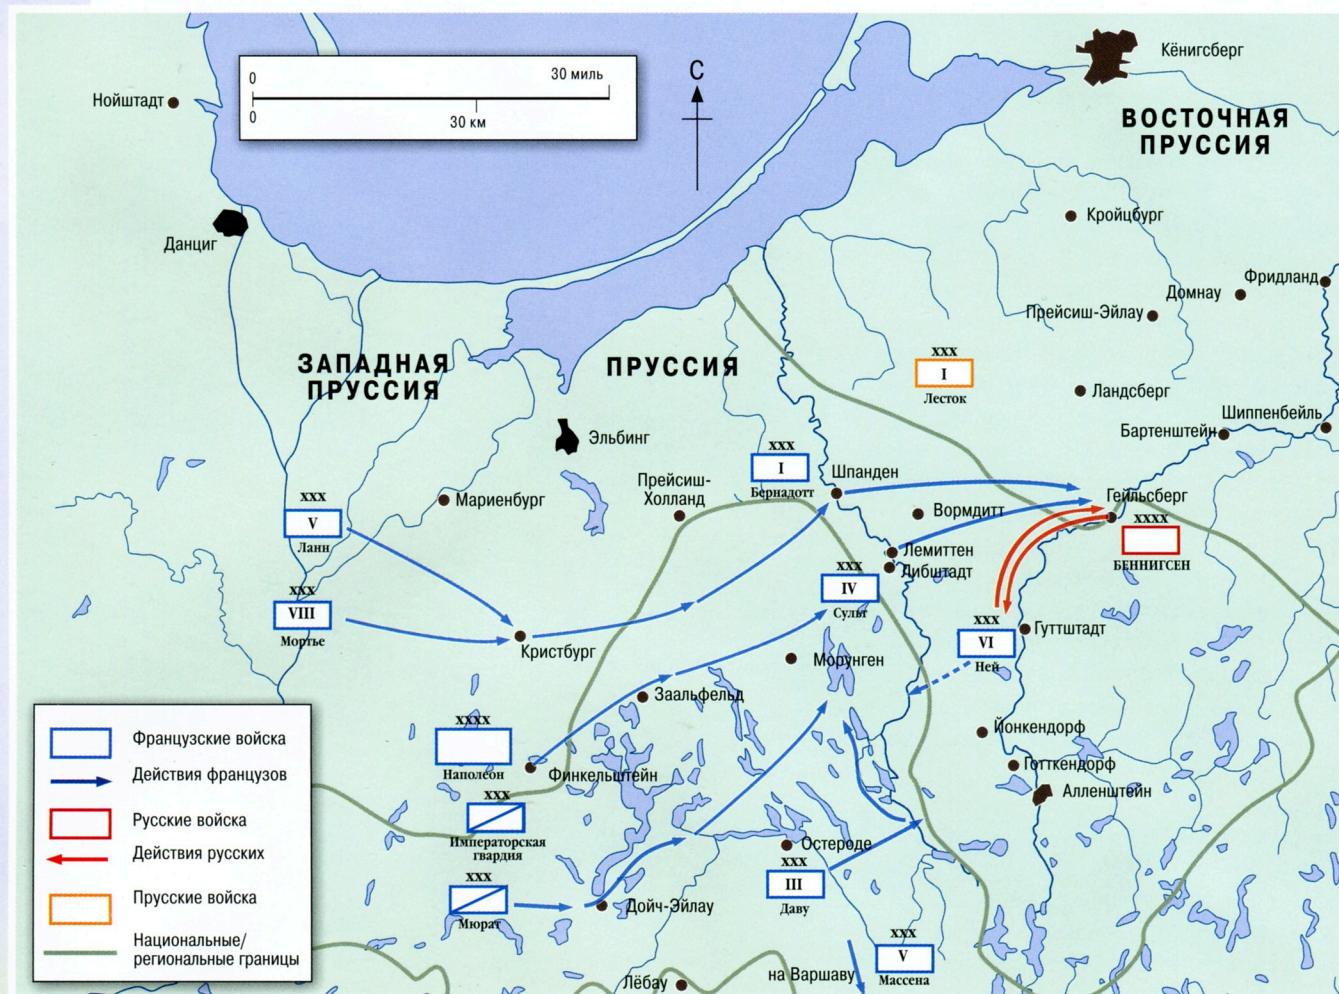 0
30 миль
0
30 км
С
Кёнигсберг
Нойштадт
ВОСТОЧНАЯ
ПРУССИЯ
Данциг
Кройцбург
Фридланд
Домнау
Прейсиш-Эйлау
ЗАПАДНАЯ
ПРУССИЯ
ПРУССИЯ
XXX
I
Лесток
Ландсберг
Шиппенбейль
Бартенштейн
Эльбинг
XXX
I
Бернадотт
Шпанден
Прейсиш-
Холланд
Мариенбург
XXX
V
Ланн
Вормдитт
Гейльсберг
XXXX
БЕННИГСЕН
Лемиттен
Либштадт
XXX
IV
Сульт
XXX
VIII
Мортье
Кристбург
XXX
VI
Ней
Гуттштадт
Морунген
Заальфельд
XXXX
Наполеон
Финкельштейн
Йонкендорф
Готткендорф
Алленштейн
XXX
Императорская
гвардия
Остероде
XXX
III
Даву
XXX
Мюрат
Дойч-Эйлау
XXX
V
Массена
на Варшаву
Лёбау
Французские войска
Действия французов
Русские войска
Действия русских
Прусские войска
Национальные/
региональные границы